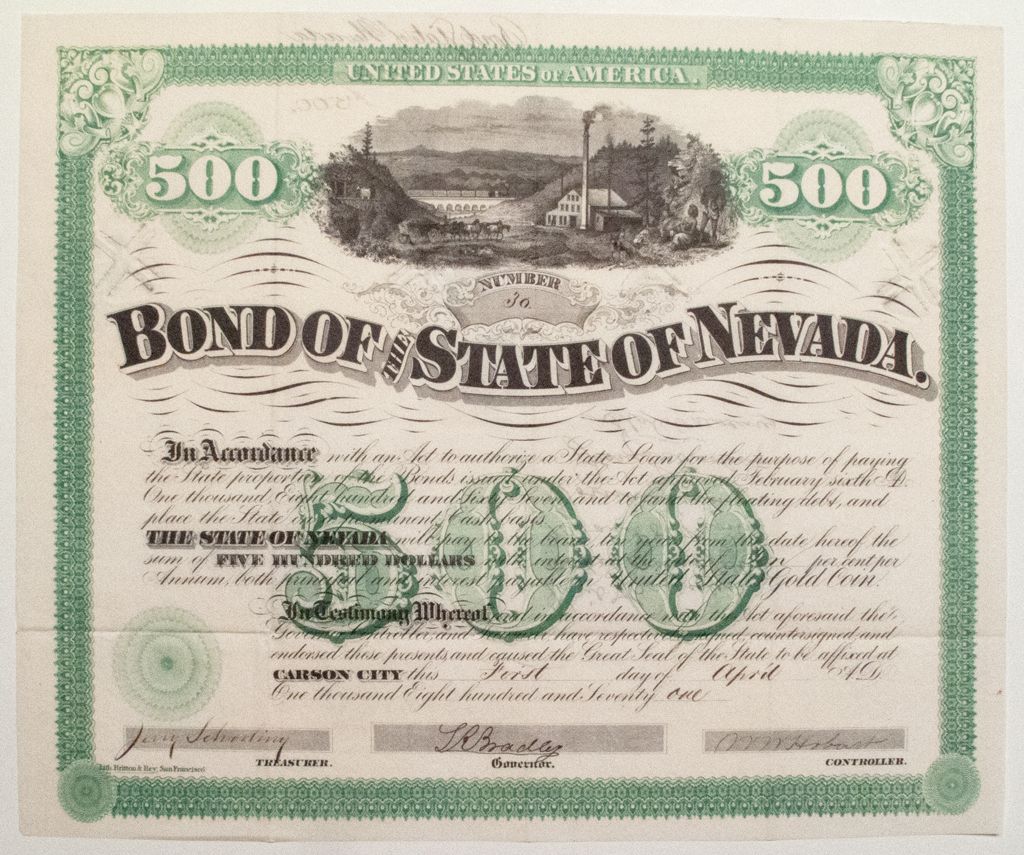 UNITED STATES OF AMERICA.
500
500
NUMBER
30
BOND OF THE STATE OF NEVADA.
In Accordance with an Act to authorize a State Loan for the purpose of paying
the State property of the Bonds issued under the Act approved February sixth A.D.
One thousand, Eight hundred and Sixty Seven and to fund the floating debt, and
place the State in a permanent cash basis
THE STATE OF NEVADA will pay to the bearer, ten years from the date hereof the
sum of FIVE HUNDRED DOLLARS with interest per cent per
Annum, both principal and interest payable in United States Gold Coin.
500
In Testimony Whereof and in accordance with the Act aforesaid the
Governor Controller, and have respectively signed, countersigned, and
endorsed these presents, and caused the Great Seal of the State to be affixed at
CARSON CITY this First day of April A.D.
One thousand Eight hundred and Seventy one
Jerry Schooling
L R Bradley
W W Hobart
Lith. Britton & Rey, San Francisco
TREASURER.
Governor.
CONTROLLER.